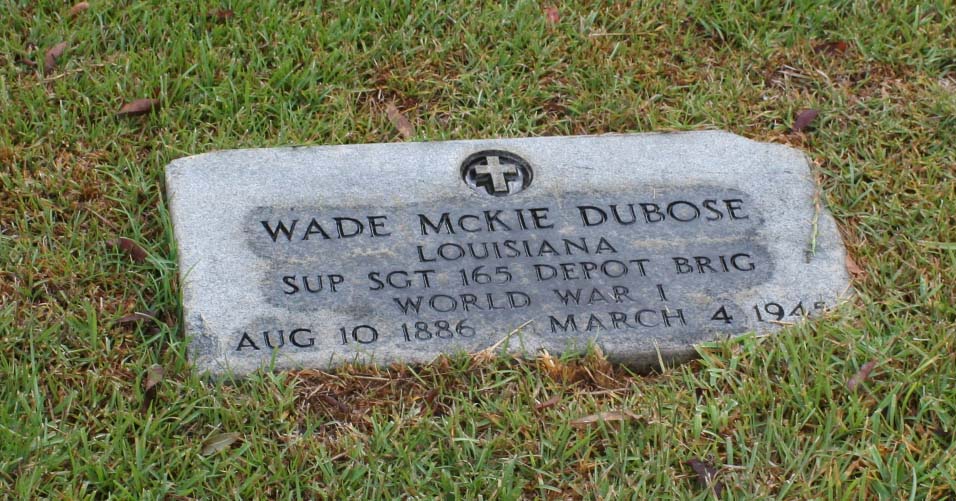 WADE McKIE DUBOSE
LOUISIANA
SUP SGT 165 DEPOT BRIG
WORLD WAR I
AUG 10 1886 MARCH 4 1945